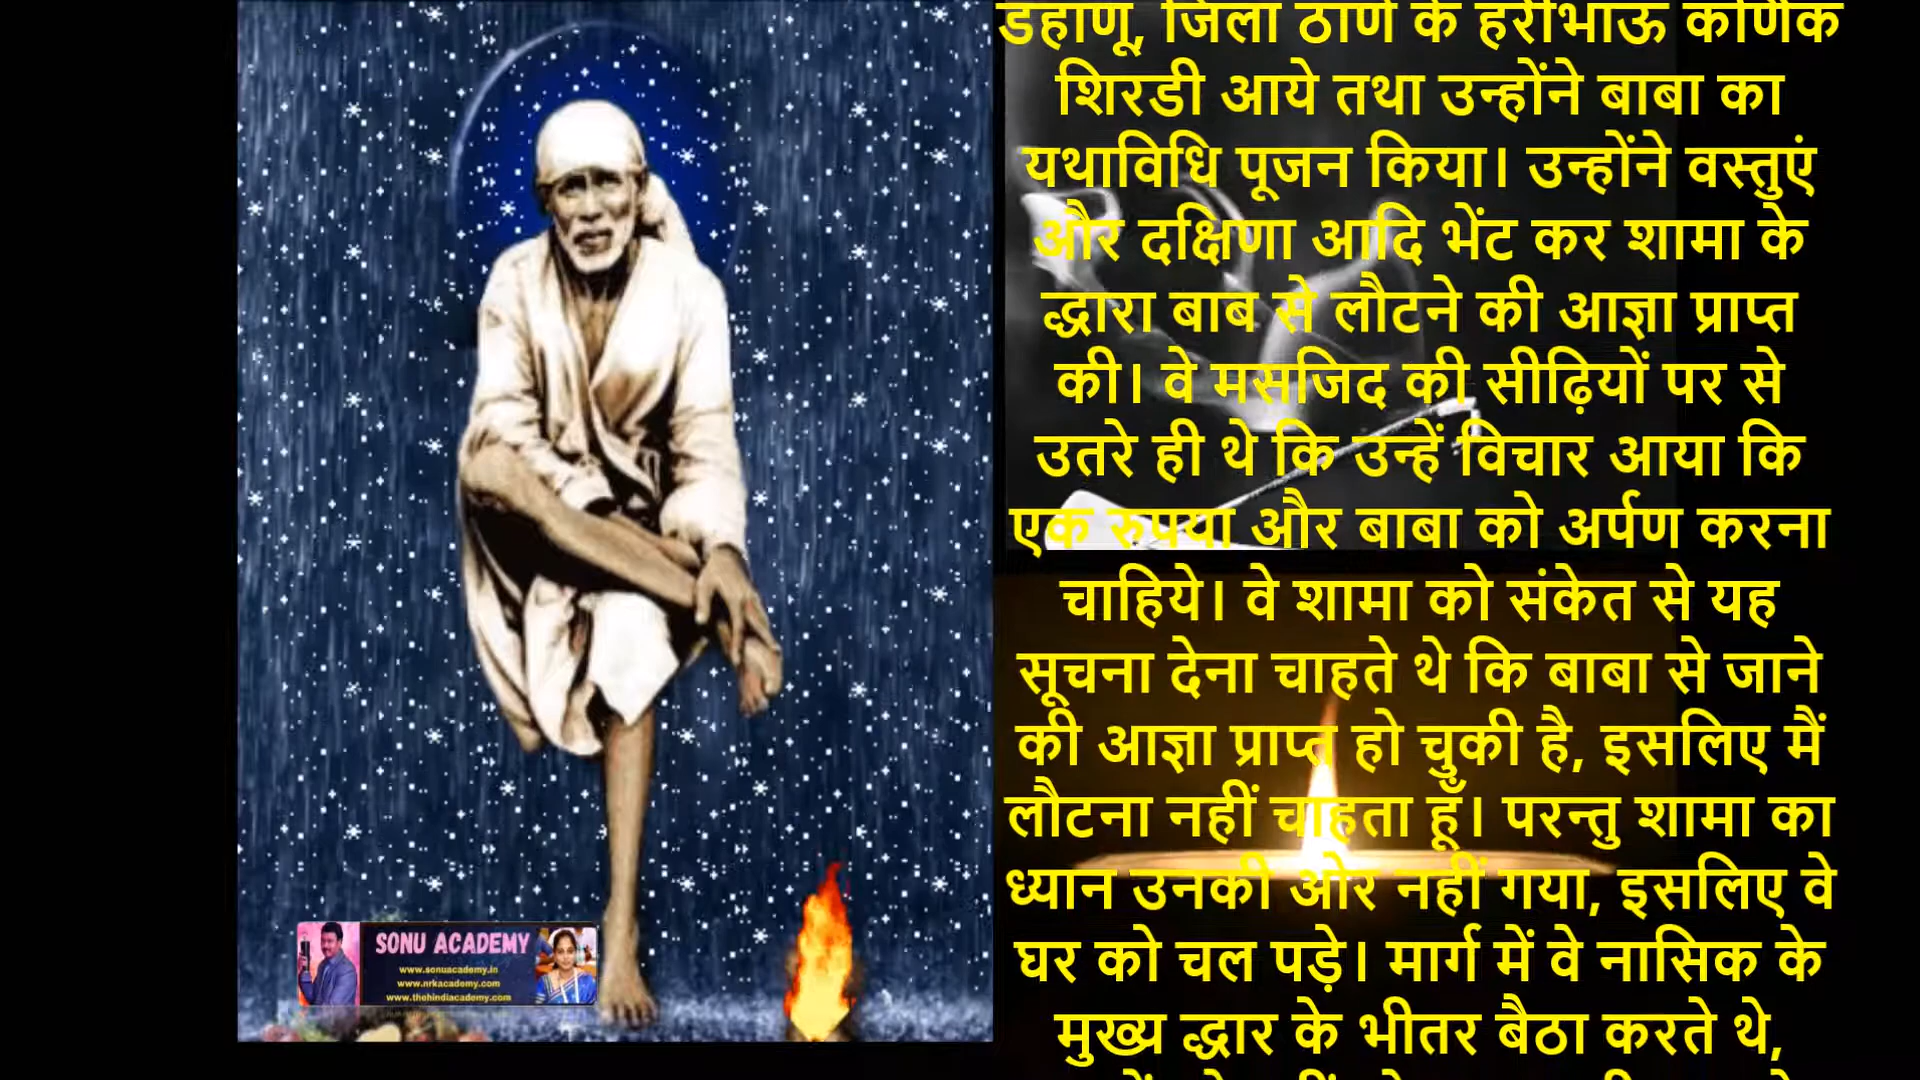 डहाणू, जिला ठाणे के हरीभाऊ कर्णिक
शिरडी आये तथा उन्होंने बाबा का
यथाविधि पूजन किया। उन्होंने वस्तुएं
और दक्षिणा आदि भेंट कर शामा के
द्धारा बाब से लौटने की आज्ञा प्राप्त
की। वे मसजिद की सीढ़ियों पर से
उतरे ही थे कि उन्हें विचार आया कि
एक रुपया और बाबा को अर्पण करना
चाहिये। वे शामा को संकेत से यह
सूचना देना चाहते थे कि बाबा से जाने
की आज्ञा प्राप्त हो चुकी है, इसलिए मैं
लौटना नहीं चाहता हूँ। परन्तु शामा का
ध्यान उनकी ओर नहीं गया, इसलिए वे
घर को चल पड़े। मार्ग में वे नासिक के
मुख्य द्धार के भीतर बैठा करते थे,
SONU ACADEMY
www.sonuacademy.in
www.nrkacademy.com
www.thehindiacademy.com